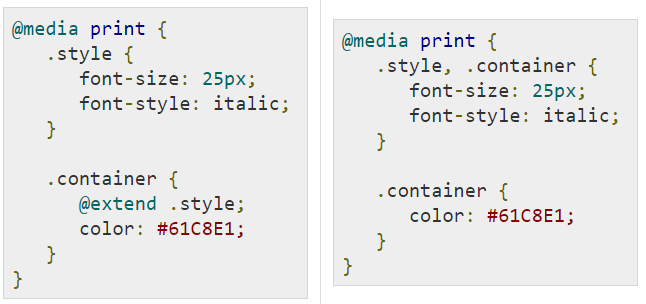 @media print {
   .style {
      font-size: 25px;
      font-style: italic;
   }
   .container {
      @extend .style;
      color: #61C8E1;
   }
}
@media print {
   .style, .container {
      font-size: 25px;
      font-style: italic;
   }
   .container {
      color: #61C8E1;
   }
}